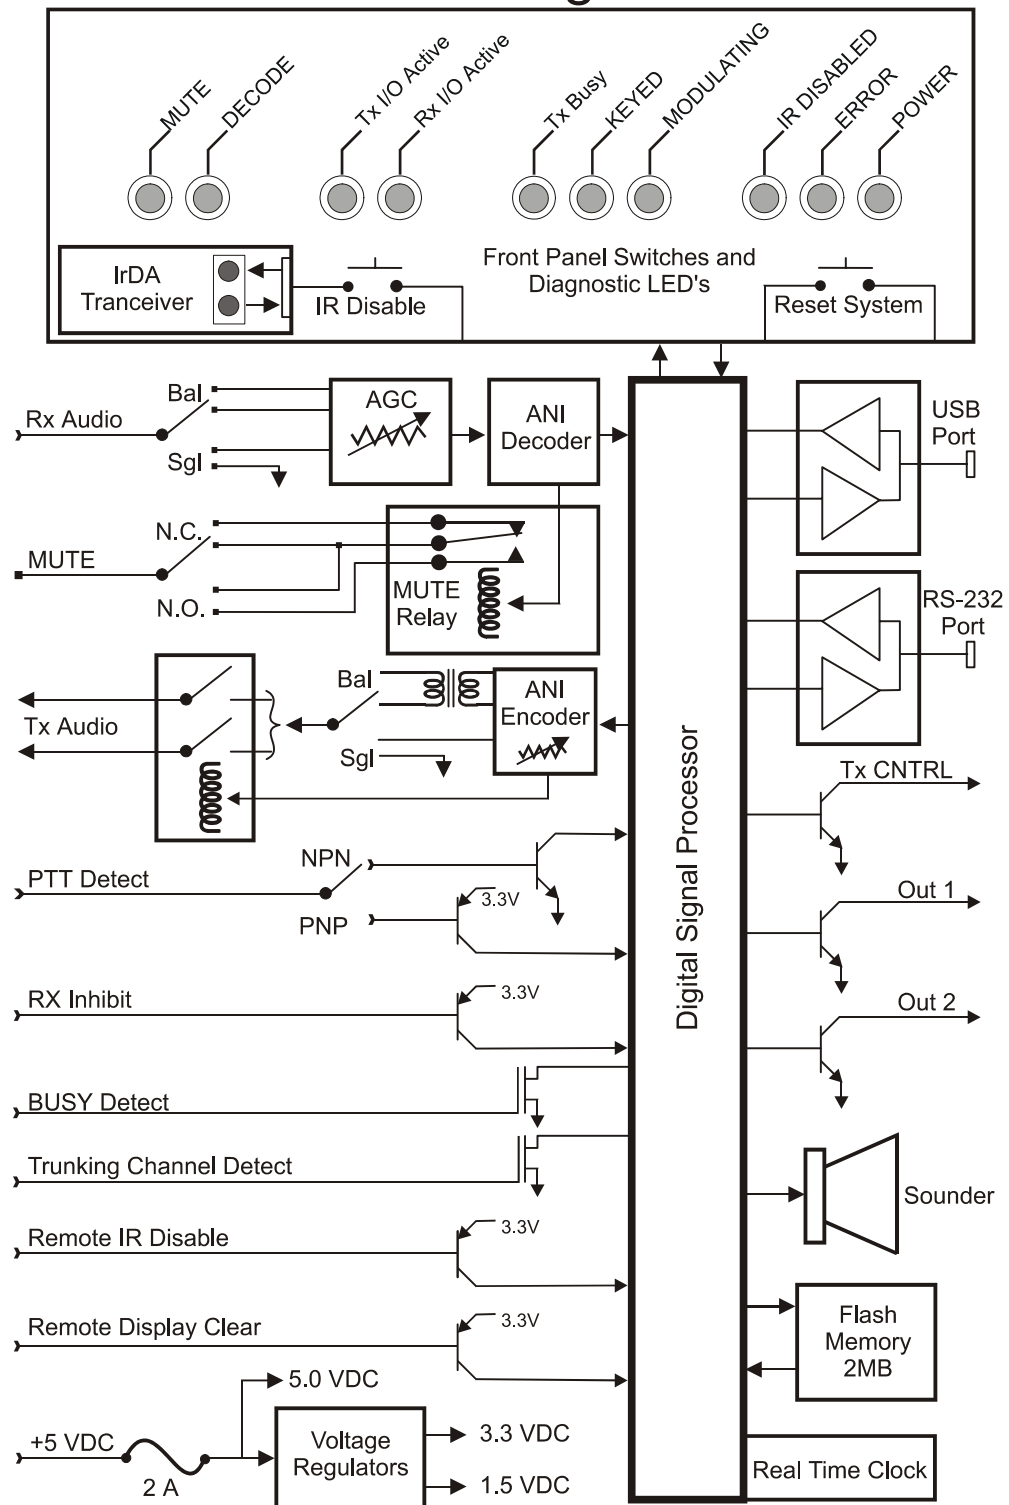 MUTE
DECODE
Tx I/O Active
Rx I/O Active
Tx Busy
KEYED
MODULATING
IR DISABLED
ERROR
POWER
IrDA
Tranceiver
IR Disable
Front Panel Switches and
Diagnostic LED's
Reset System
Rx Audio
Bal
Sgl
AGC
ANI
Decoder
USB
Port
MUTE
N.C.
N.O.
MUTE
Relay
RS-232
Port
Tx Audio
Bal
Sgl
ANI
Encoder
Digital Signal Processor
Tx CNTRL
PTT Detect
NPN
PNP
3.3V
Out 1
RX Inhibit
3.3V
Out 2
BUSY Detect
Trunking Channel Detect
Sounder
Remote IR Disable
3.3V
Remote Display Clear
3.3V
Flash
Memory
2MB
+5 VDC
2 A
5.0 VDC
Voltage
Regulators
3.3 VDC
1.5 VDC
Real Time Clock